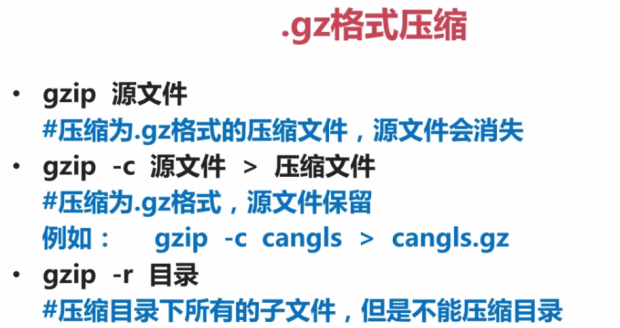 .gz格式压缩
• gzip 源文件
#压缩为.gz格式的压缩文件，源文件会消失
• gzip -c 源文件 > 压缩文件
#压缩为.gz格式，源文件保留
例如： gzip -c cangls > cangls.gz
• gzip -r 目录
#压缩目录下所有的子文件，但是不能压缩目录